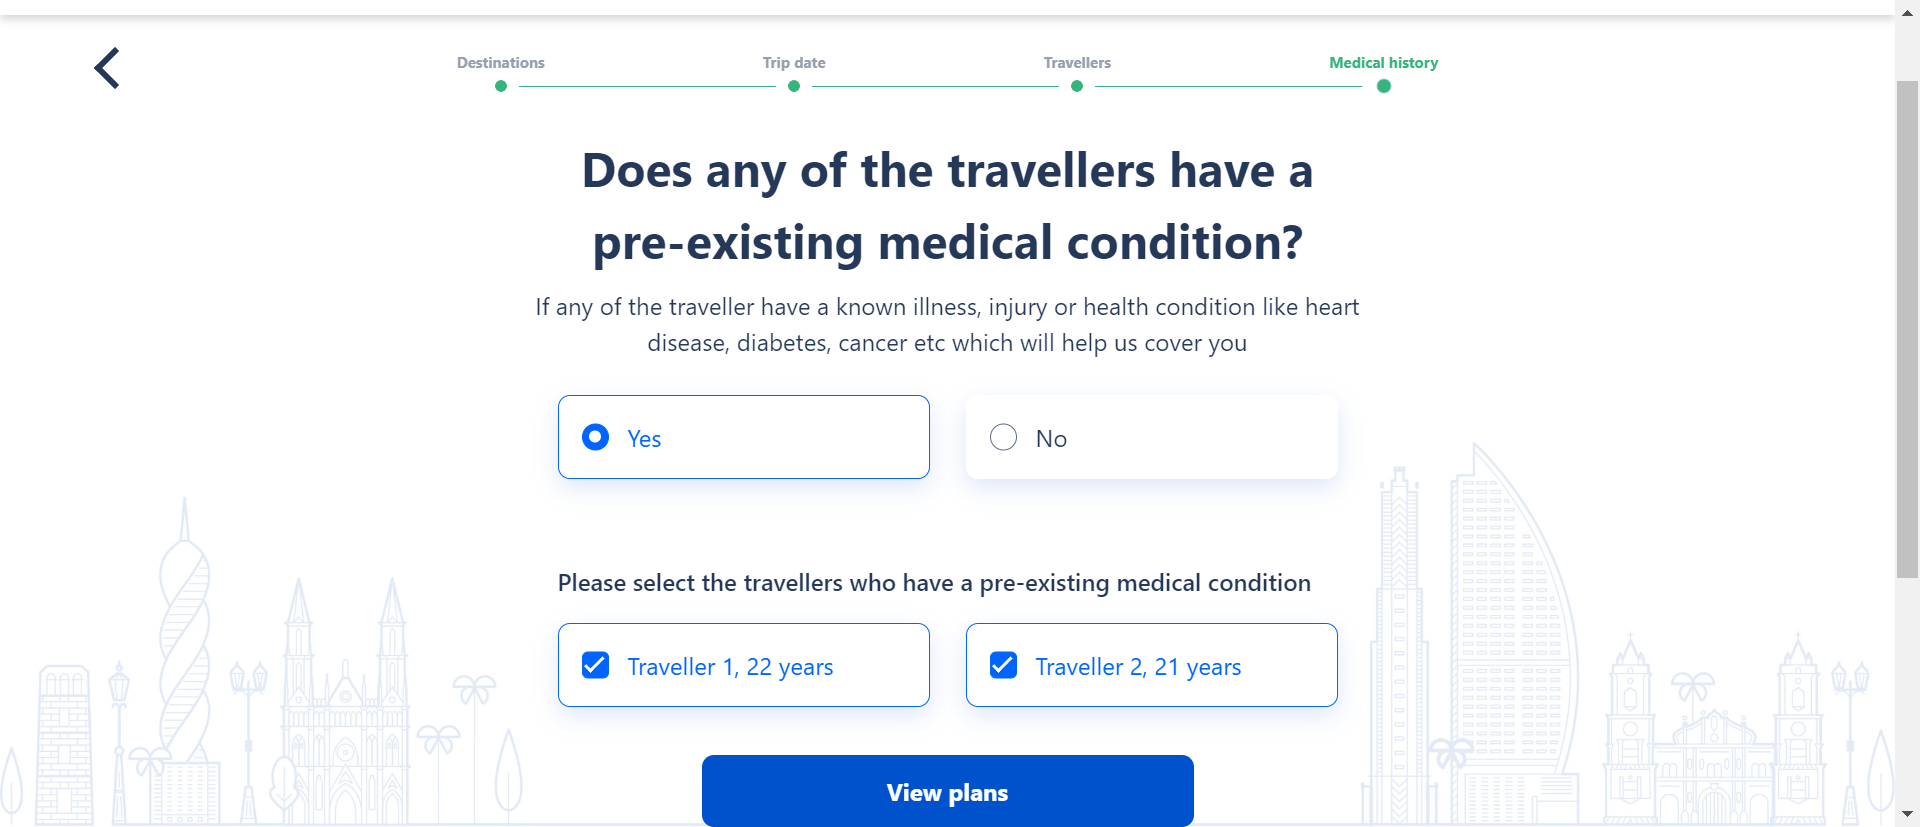 Destinations
Trip date
Travellers
Medical history
Does any of the travellers have a
pre-existing medical condition?
If any of the traveller have a known illness, injury or health condition like heart
disease, diabetes, cancer etc which will help us cover you
Yes
No
Please select the travellers who have a pre-existing medical condition
Traveller 1, 22 years
Traveller 2, 21 years
View plans